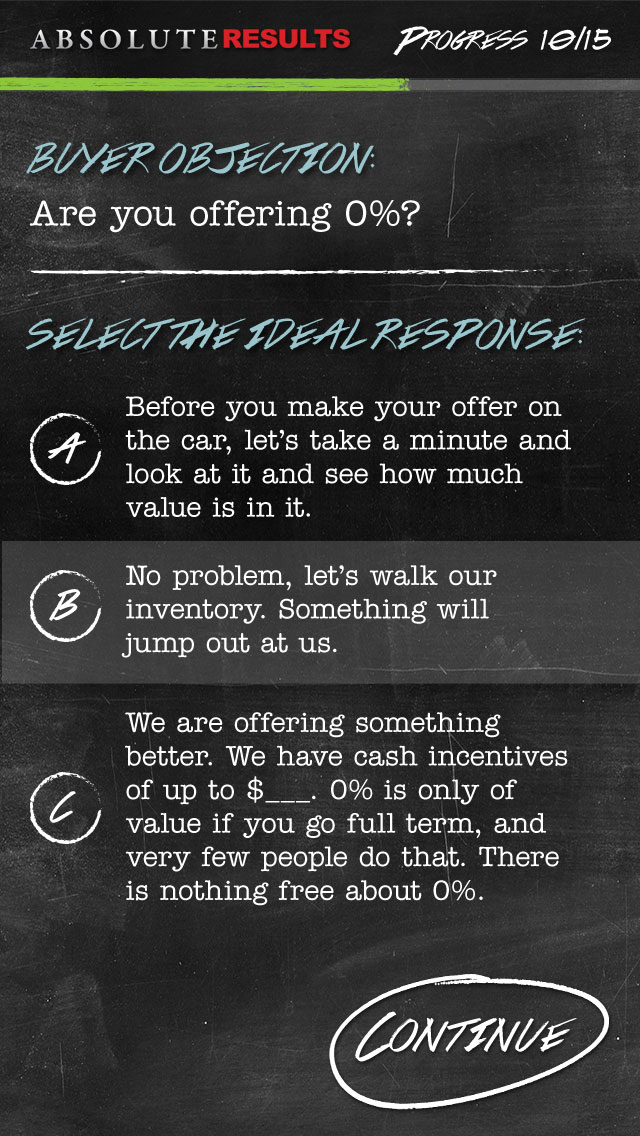 ABSOLUTERESULTS
PROGRESS 10/15
BUYER OBJECTION:
Are you offering 0%?
SELECT THE IDEAL RESPONSE:
A
Before you make your offer on
the car, let's take a minute and
look at it and see how much
value is in it.
B
No problem, let's walk our
inventory. Something will
jump out at us.
C
We are offering something
better. We have cash incentives
of up to $___. 0% is only of
value if you go full term, and
very few people do that. There
is nothing free about 0%.
CONTINUE